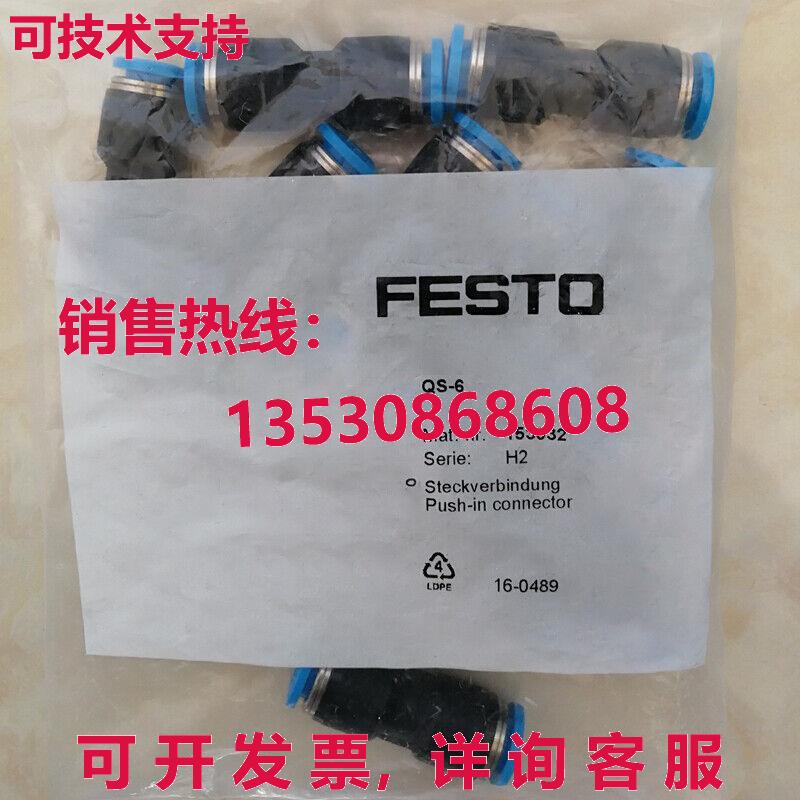 可技术支持
FESTO
销售热线：
QS-6
13530868608
Serie: H2
Steckverbindung
Push-in connector
4
LDPE
16-0489
可开发票, 详询客服